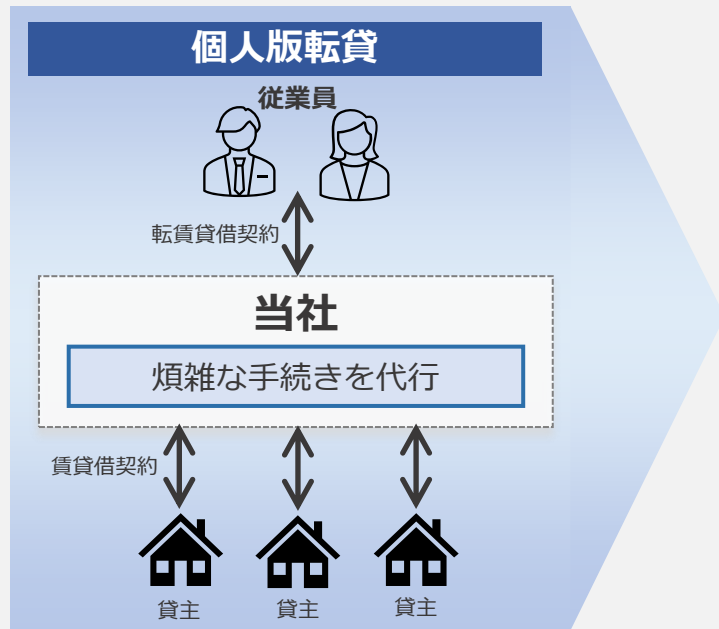 個人版転貸
従業員
転賃貸借契約
当社
煩雑な手続きを代行
賃貸借契約
貸主
貸主
貸主